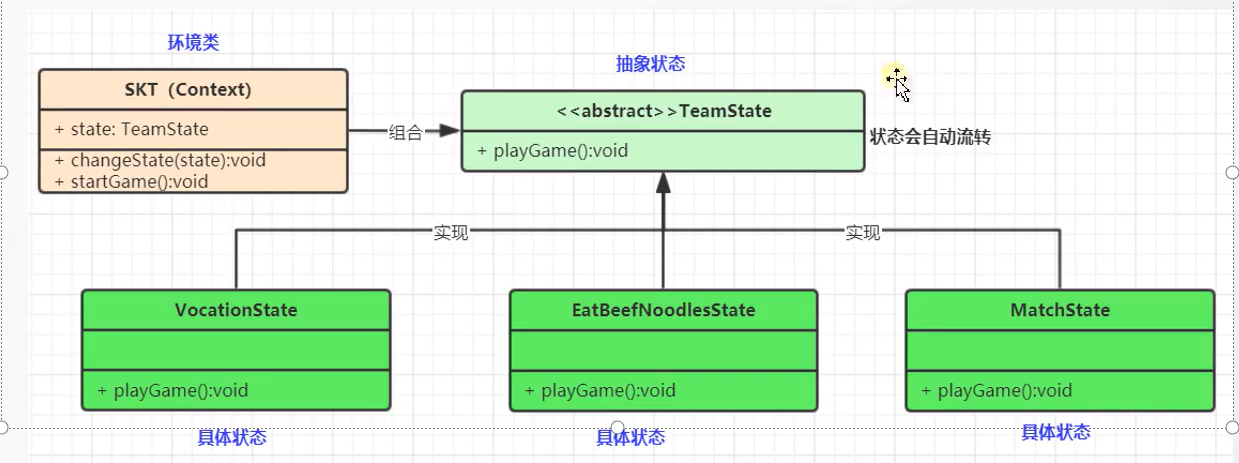 环境类
抽象状态
SKT（Context）
+ state: TeamState
+ changeState(state):void
+ startGame():void
组合
<<abstract>>TeamState
+ playGame():void
状态会自动流转
实现
实现
VocationState
+ playGame():void
EatBeefNoodlesState
+ playGame():void
MatchState
+ playGame():void
具体状态
具体状态
具体状态